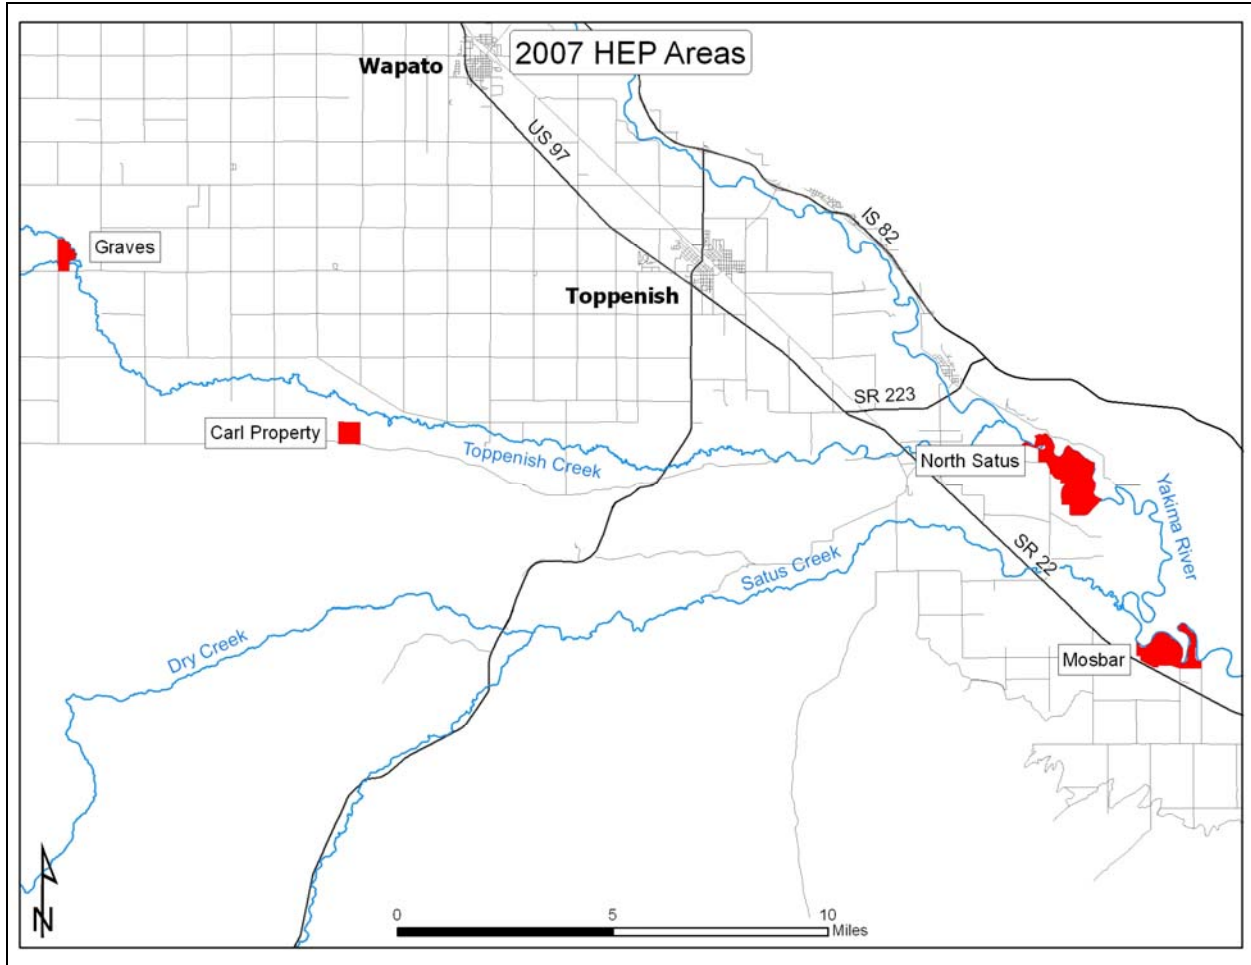 2007 HEP Areas
Wapato
US 97
IS 82
Graves
Toppenish
SR 223
Carl Property
Toppenish Creek
North Satus
Yakima River
SR 22
Satus Creek
Dry Creek
Mosbar
N
0 5 10
Miles